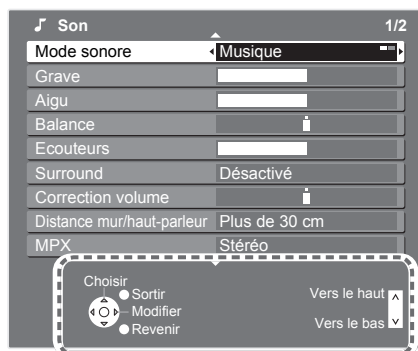 Son 1/2
Mode sonore Musique
Grave
Aigu
Balance
Ecouteurs
Surround Désactivé
Correction volume
Distance mur/haut-parleur Plus de 30 cm
MPX Stéréo
Choisir
Sortir
Modifier
Revenir
Vers le haut
Vers le bas